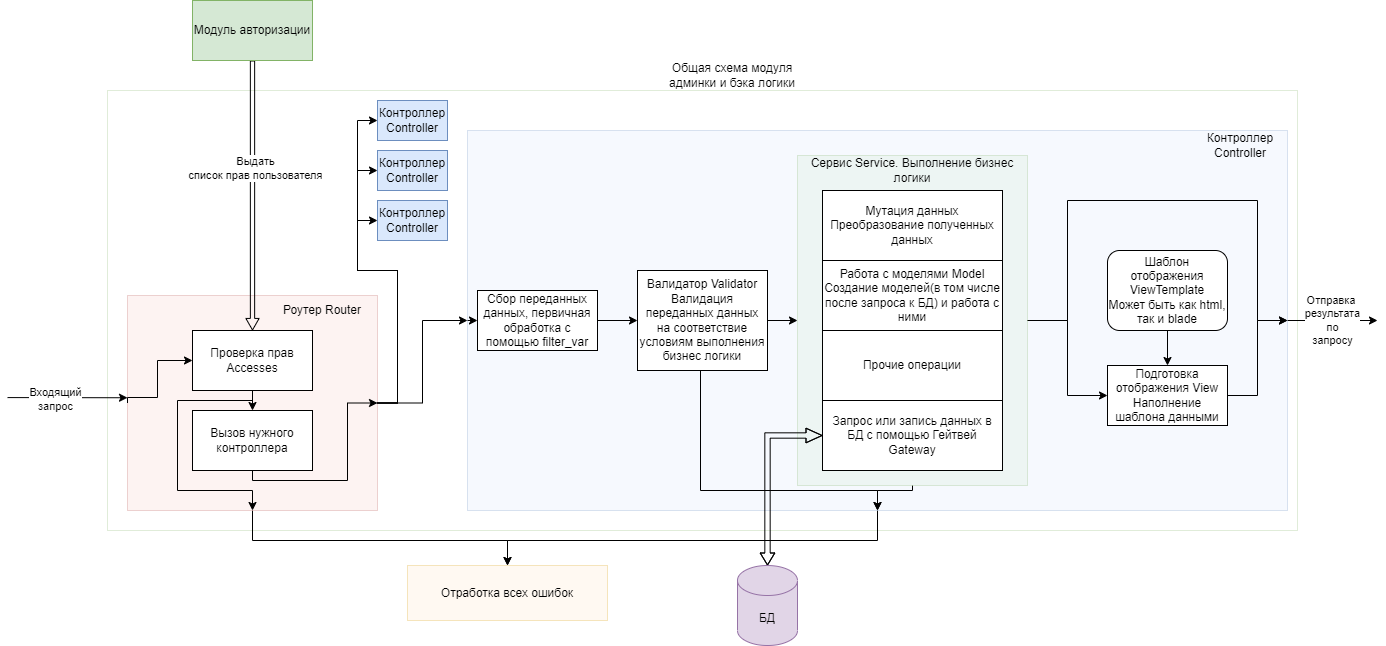 Модуль авторизации
Общая схема модуля
админки и бэка логики
Выдать
список прав пользователя
Контроллер
Controller
Контроллер
Controller
Контроллер
Controller
Роутер Router
Проверка прав
Accesses
Вызов нужного
контроллера
Входящий
запрос
Контроллер
Controller
Сбор переданных
данных, первичная
обработка с
помощью filter_var
Валидатор Validator
Валидация
переданных данных
на соответствие
условиям выполнения
бизнес логики
Сервис Service. Выполнение бизнес
логики
Мутация данных
Преобразование полученных
данных
Работа с моделями Model
Создание моделей(в том числе
после запроса к БД) и работа с
ними
Прочие операции
Запрос или запись данных в
БД с помощью Гейтвей
Gateway
Шаблон
отображения
ViewTemplate
Может быть как html,
так и blade
Подготовка
отображения View
Наполнение
шаблона данными
Отправка
результата
по
запросу
Отработка всех ошибок
БД